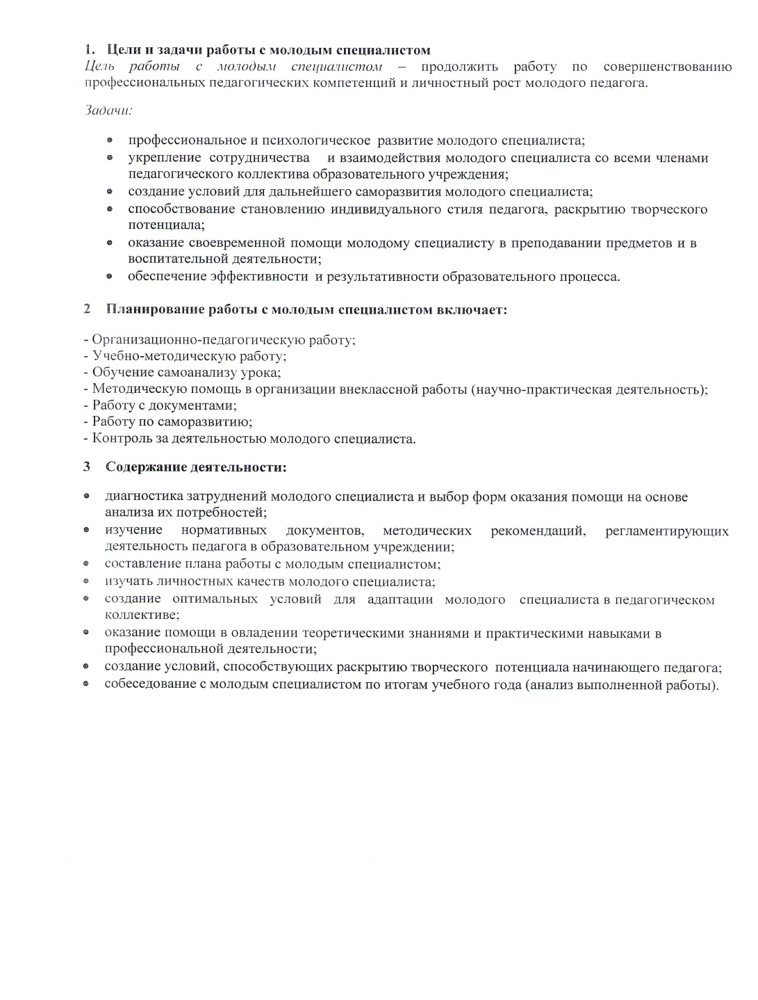 1. Цели и задачи работы с молодым специалистом
Цель работы с молодым специалистом – продолжить работу по совершенствованию
профессиональных педагогических компетенций и личностный рост молодого педагога.
Задачи:
• профессиональное и психологическое развитие молодого специалиста;
• укрепление сотрудничества и взаимодействия молодого специалиста со всеми членами
педагогического коллектива образовательного учреждения;
• создание условий для дальнейшего саморазвития молодого специалиста;
• способствование становлению индивидуального стиля педагога, раскрытию творческого
потенциала;
• оказание своевременной помощи молодому специалисту в преподавании предметов и в
воспитательной деятельности;
• обеспечение эффективности и результативности образовательного процесса.
2 Планирование работы с молодым специалистом включает:
- Организационно-педагогическую работу;
- Учебно-методическую работу;
- Обучение самоанализу урока;
- Методическую помощь в организации внеклассной работы (научно-практическая деятельность);
- Работу с документами;
- Работу по саморазвитию;
- Контроль за деятельностью молодого специалиста.
3 Содержание деятельности:
• диагностика затруднений молодого специалиста и выбор форм оказания помощи на основе
анализа их потребностей;
• изучение нормативных документов, методических рекомендаций, регламентирующих
деятельность педагога в образовательном учреждении;
• составление плана работы с молодым специалистом;
• изучать личностных качеств молодого специалиста;
• создание оптимальных условий для адаптации молодого специалиста в педагогическом
коллективе;
• оказание помощи в овладении теоретическими знаниями и практическими навыками в
профессиональной деятельности;
• создание условий, способствующих раскрытию творческого потенциала начинающего педагога;
• собеседование с молодым специалистом по итогам учебного года (анализ выполненной работы).